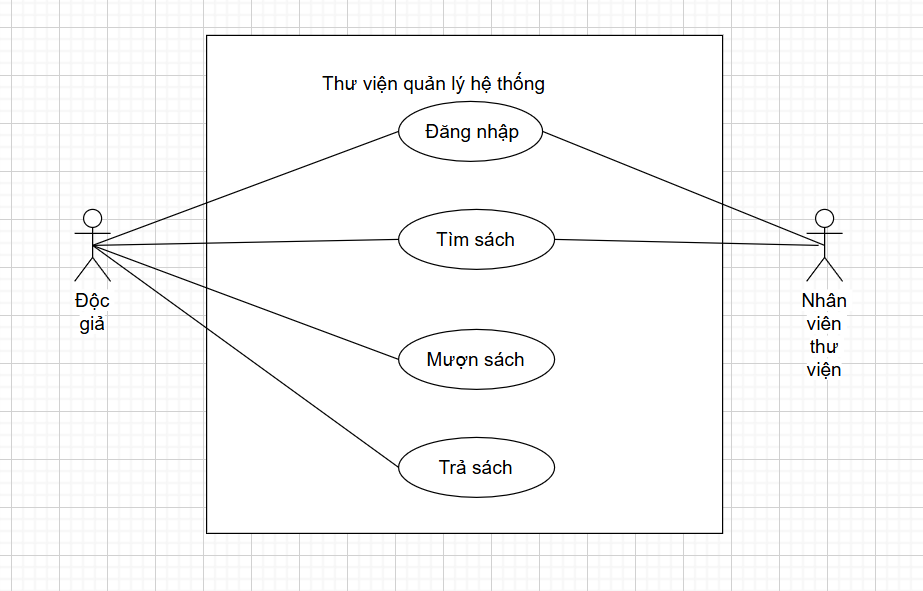 Thư viện quản lý hệ thống
Đăng nhập
Tìm sách
Độc
giả
Nhân
viên
thư
viện
Mượn sách
Trả sách